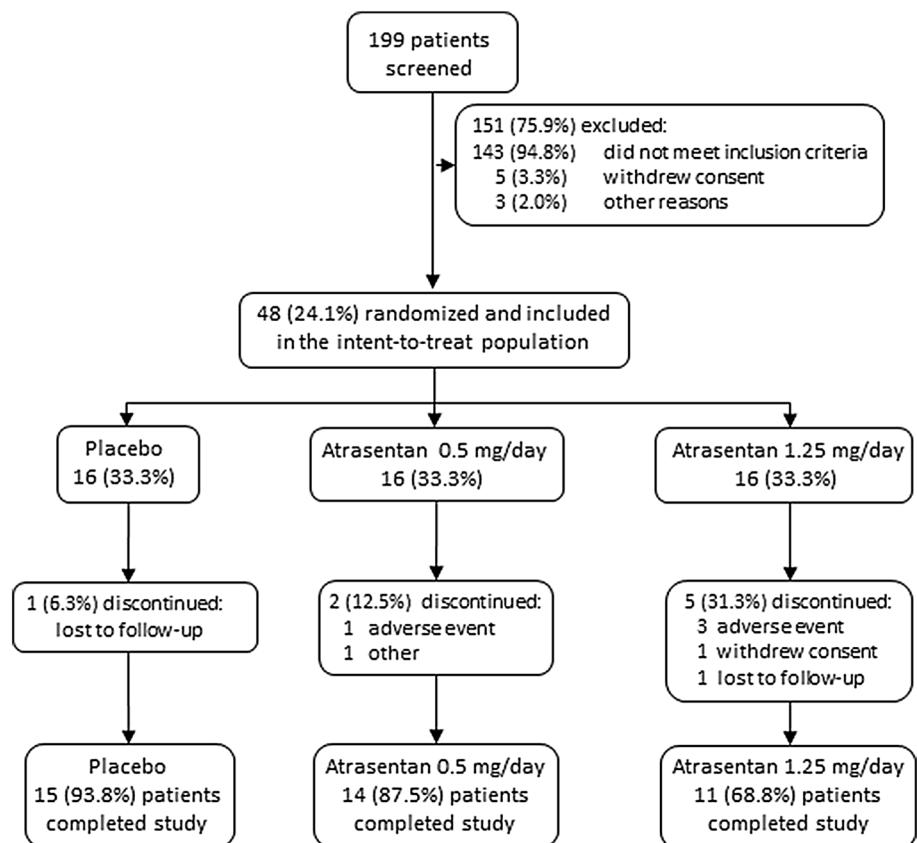 199 patients
screened
151 (75.9%) excluded:
143 (94.8%) did not meet inclusion criteria
5 (3.3%) withdrew consent
3 (2.0%) other reasons
48 (24.1%) randomized and included
in the intent-to-treat population
Placebo
16 (33.3%)
Atrasentan 0.5 mg/day
16 (33.3%)
Atrasentan 1.25 mg/day
16 (33.3%)
1 (6.3%) discontinued:
lost to follow-up
2 (12.5%) discontinued:
1 adverse event
1 other
5 (31.3%) discontinued:
3 adverse event
1 withdrew consent
1 lost to follow-up
Placebo
15 (93.8%) patients
completed study
Atrasentan 0.5 mg/day
14 (87.5%) patients
completed study
Atrasentan 1.25 mg/day
11 (68.8%) patients
completed study